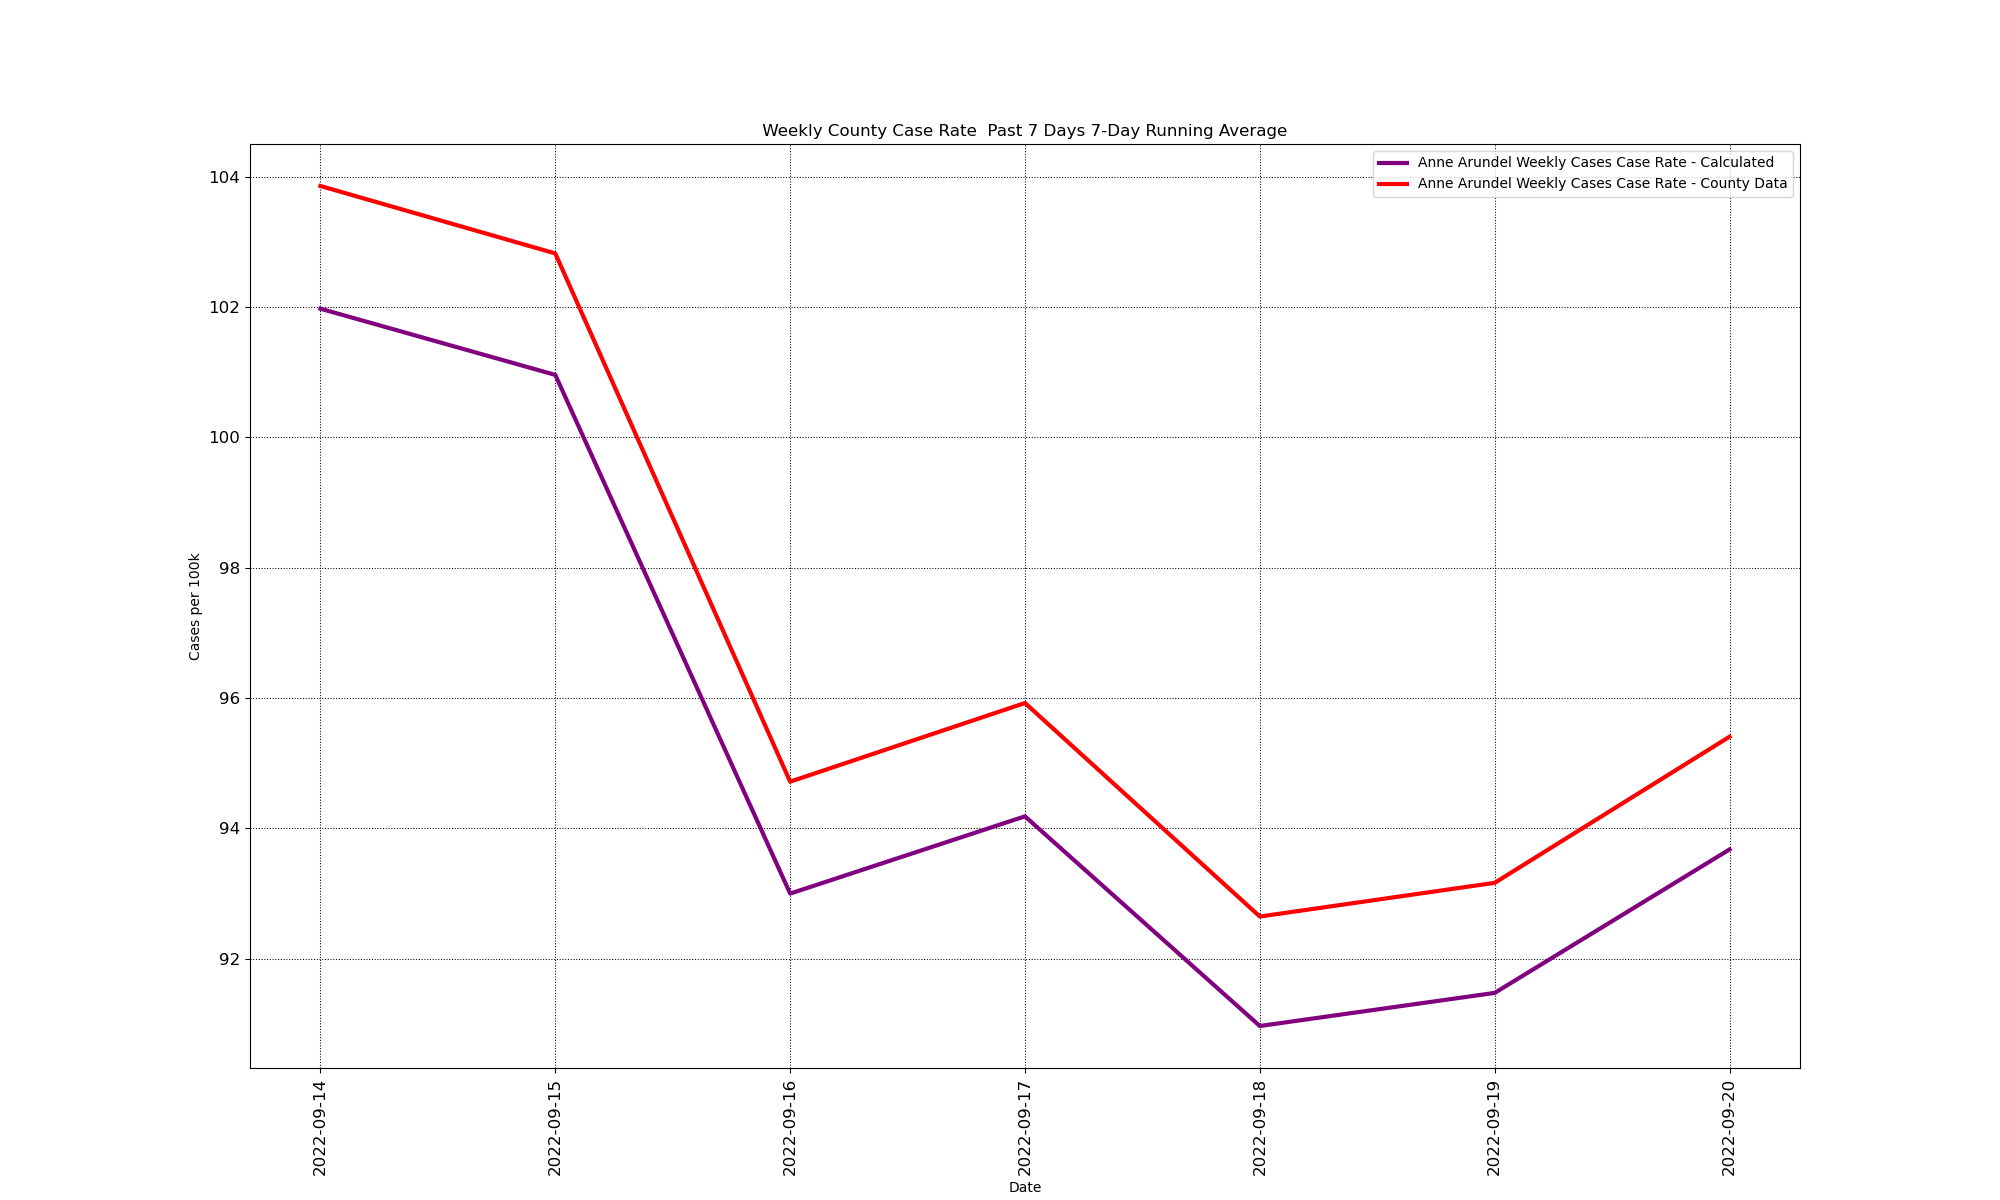 Weekly County Case Rate  Past 7 Days 7-Day Running Average
Anne Arundel Weekly Cases Case Rate - Calculated
Anne Arundel Weekly Cases Case Rate - County Data
104
102
100
98
96
94
92
Cases per 100k
2022-09-14
2022-09-15
2022-09-16
2022-09-17
2022-09-18
2022-09-19
2022-09-20
Date